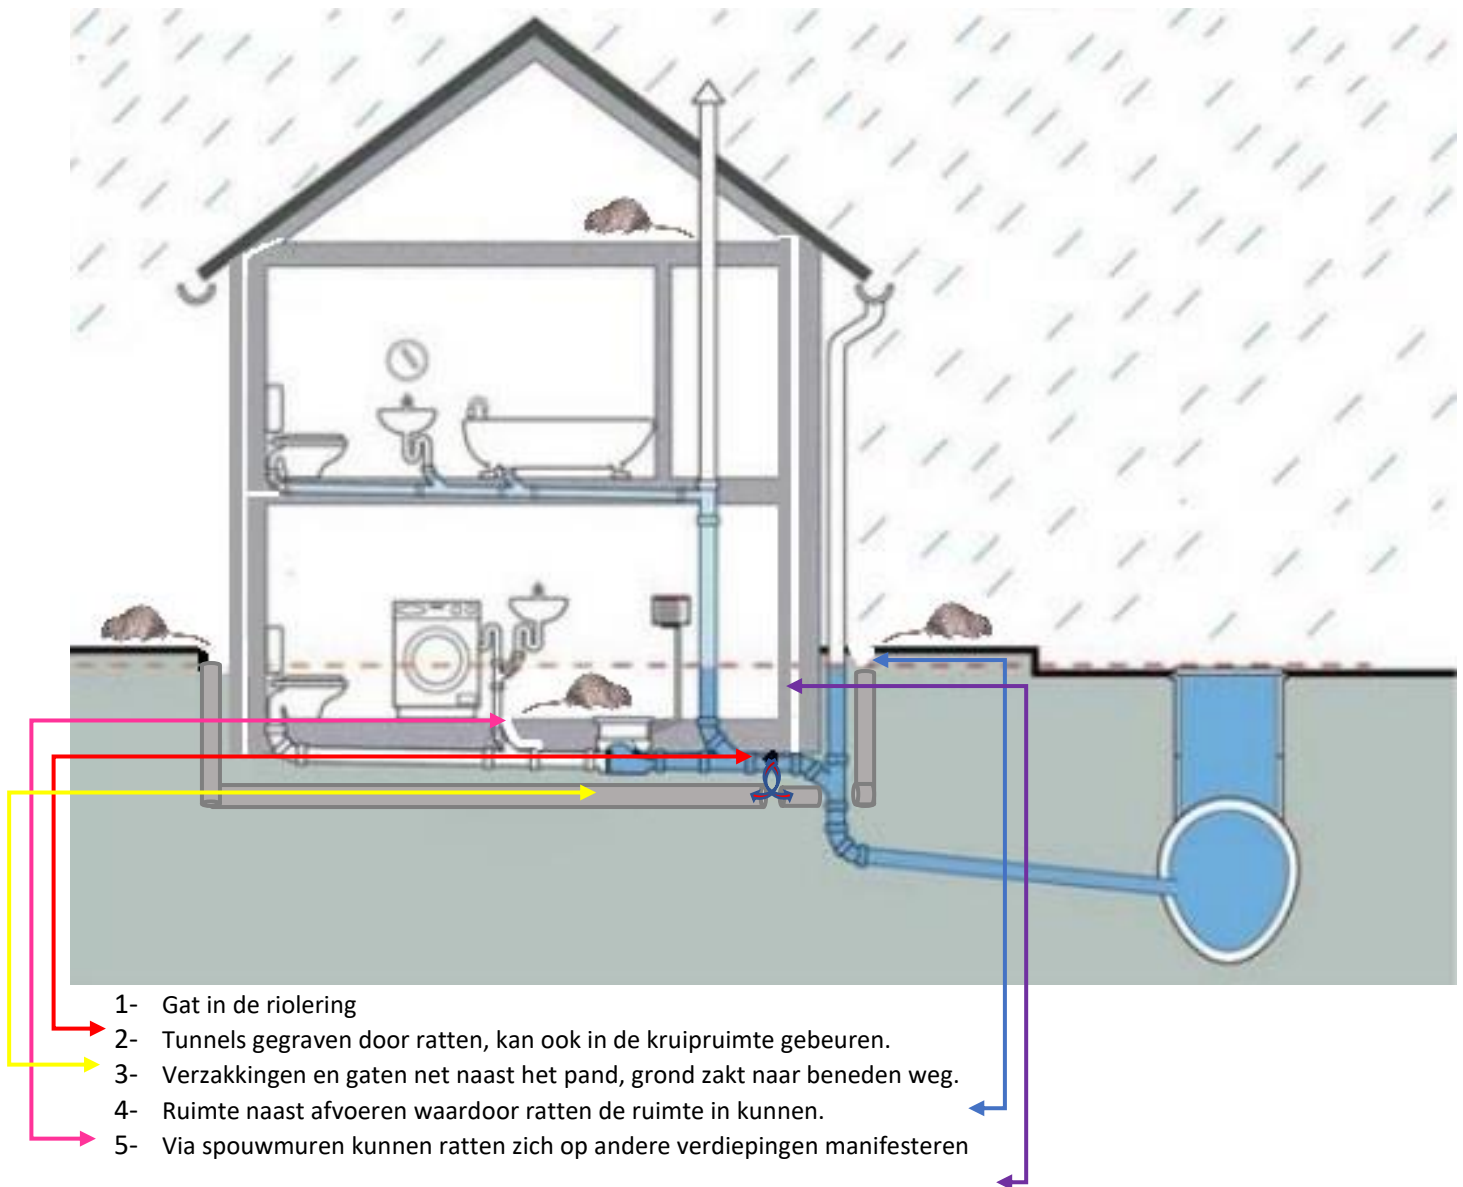 1- Gat in de riolering
2- Tunnels gegraven door ratten, kan ook in de kruipruimte gebeuren.
3- Verzakkingen en gaten net naast het pand, grond zakt naar beneden weg.
4- Ruimte naast afvoeren waardoor ratten de ruimte in kunnen.
5- Via spouwmuren kunnen ratten zich op andere verdiepingen manifesteren